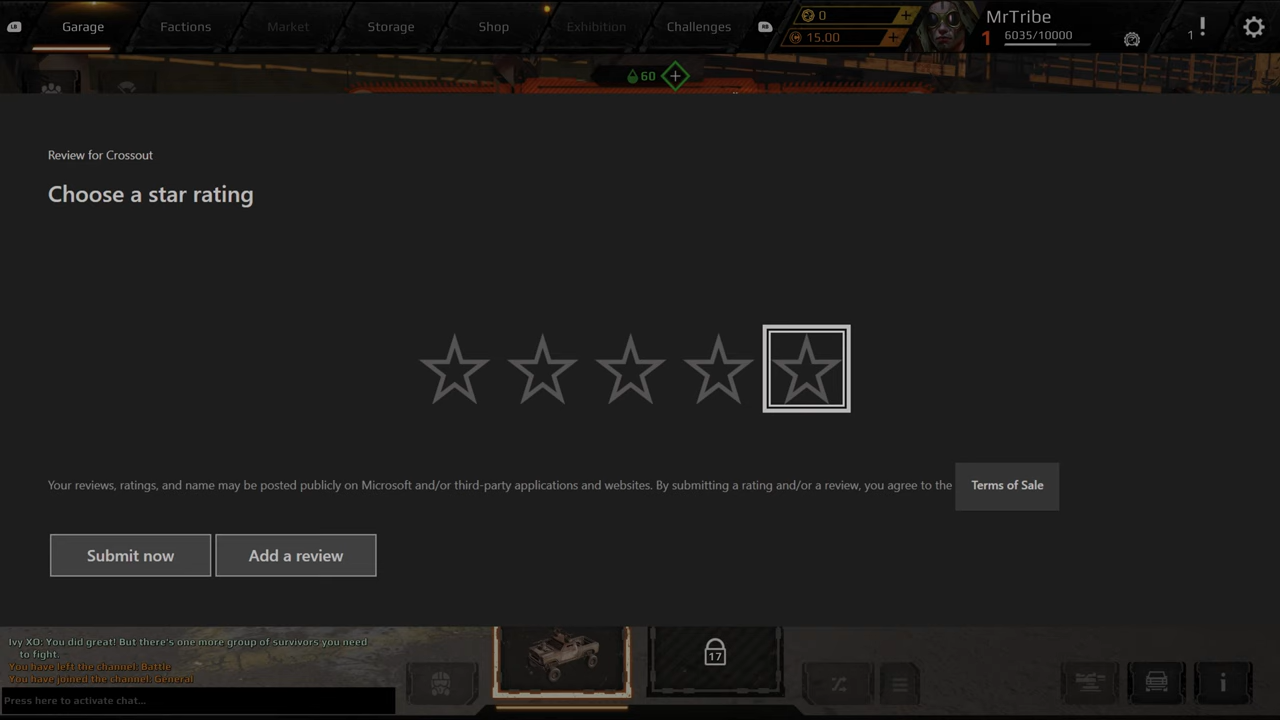 Garage Factions Market Storage Shop Exhibition Challenges
0
15.00
MrTribe
1 6035/10000
1
60
Review for Crossout
Choose a star rating
Your reviews, ratings, and name may be posted publicly on Microsoft and/or third-party applications and websites. By submitting a rating and/or a review, you agree to the Terms of Sale
Submit now Add a review
Ivy XO: You did great! But there's one more group of survivors you need
to fight.
You have left the channel: Battle
You have joined the channel: General
Press here to activate chat...
17